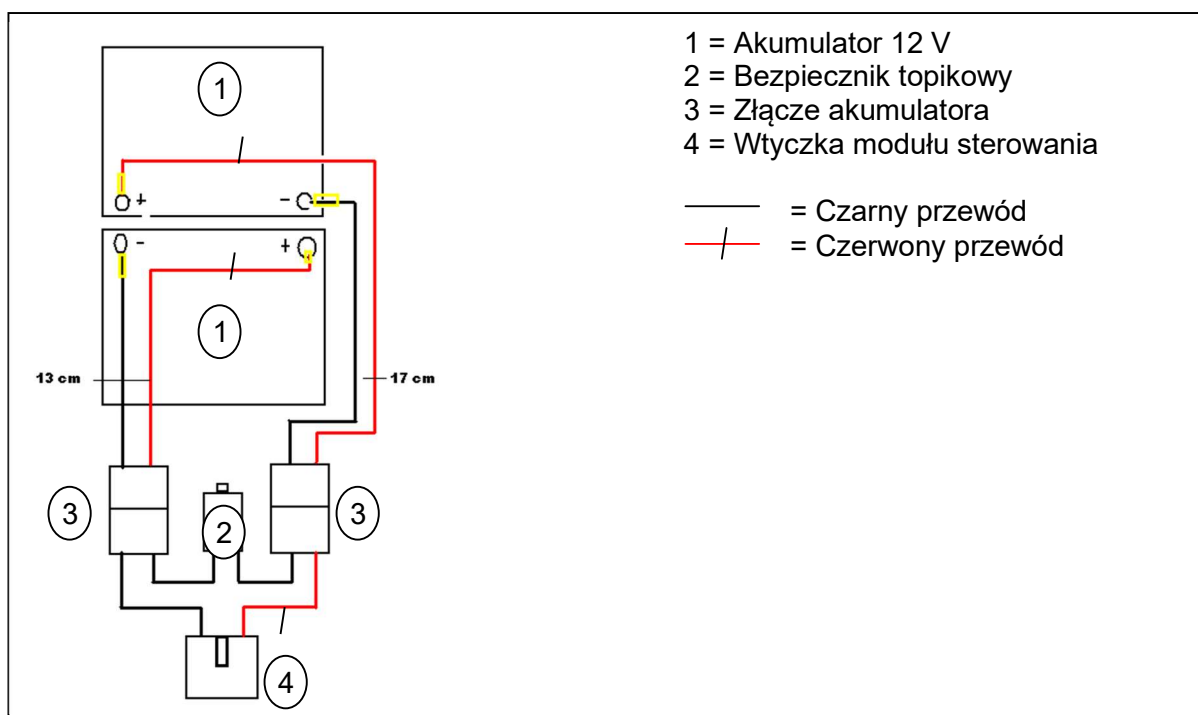 1 = Akumulator 12 V
2 = Bezpiecznik topikowy
3 = Złącze akumulatora
4 = Wtyczka modułu sterowania
= Czarny przewód
= Czerwony przewód
1
+ -
- +
1
13 cm
17 cm
3
2
3
4